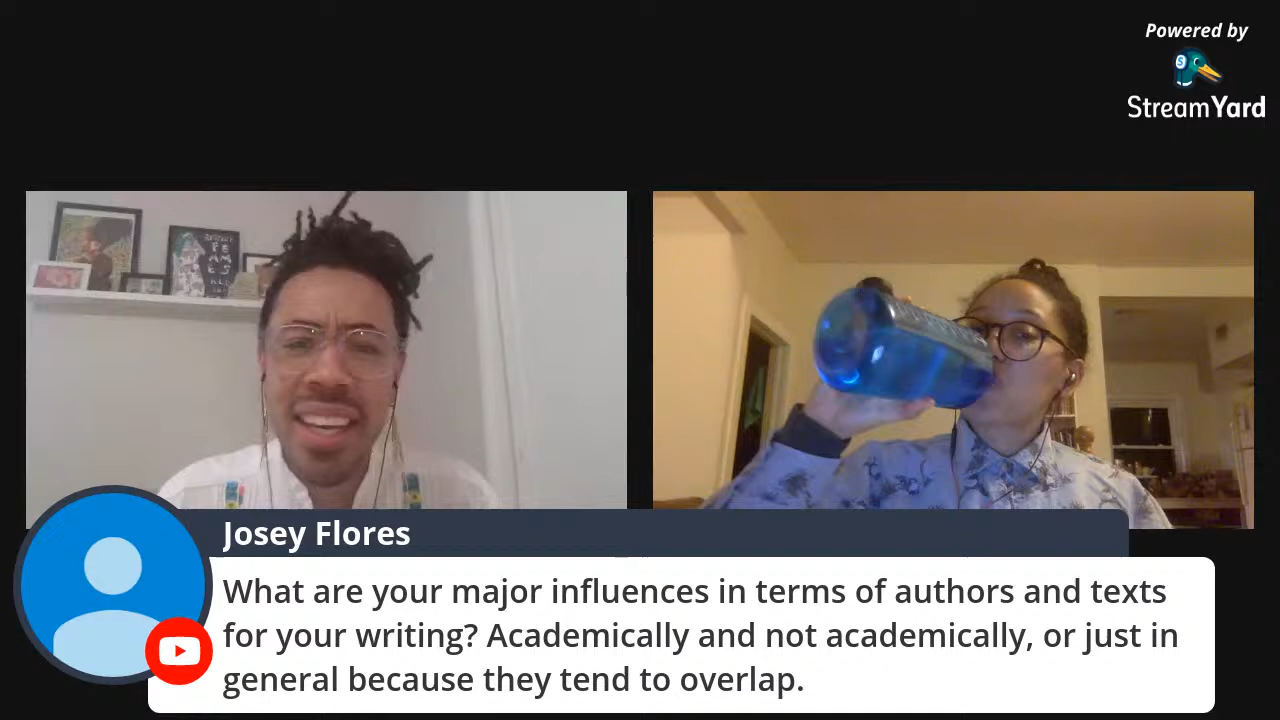 Powered by
S
StreamYard
Josey Flores
What are your major influences in terms of authors and texts
for your writing? Academically and not academically, or just in
general because they tend to overlap.